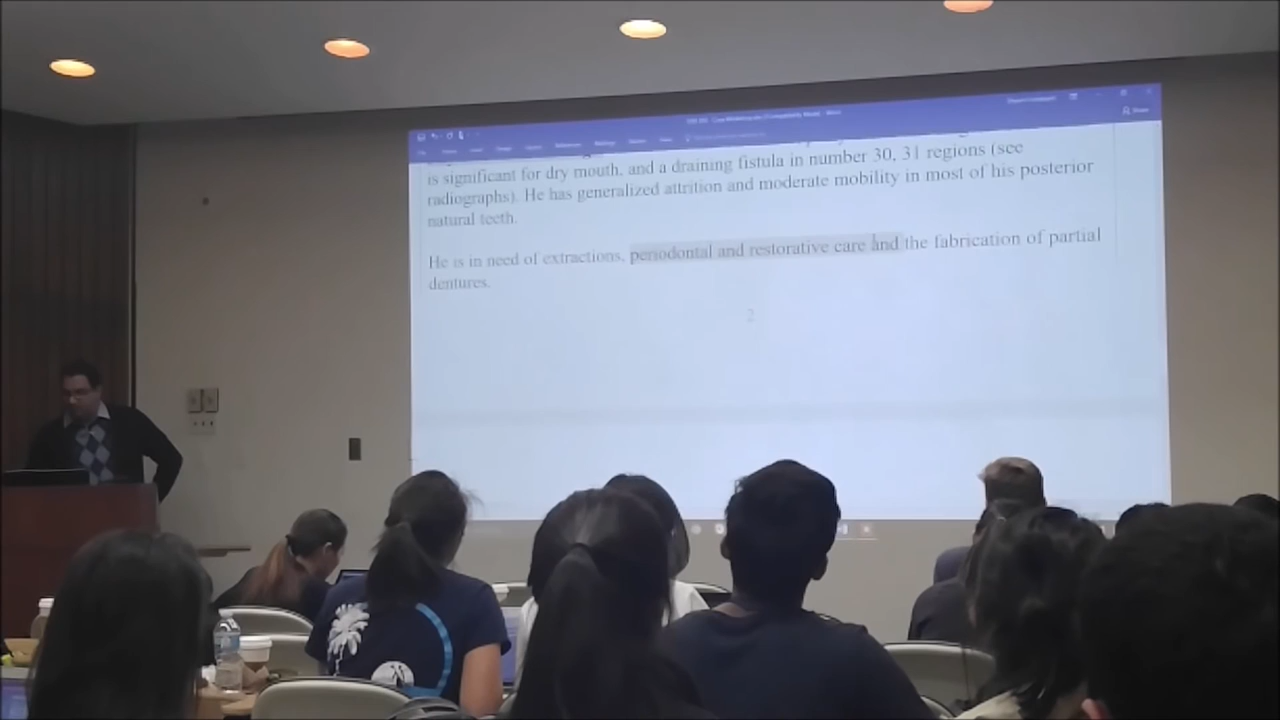 is significant for dry mouth, and a draining fistula in number 30, 31 regions (see
radiographs). He has generalized attrition and moderate mobility in most of his posterior
natural teeth.
He is in need of extractions, periodontal and restorative care and the fabrication of partial
dentures.
2
Share